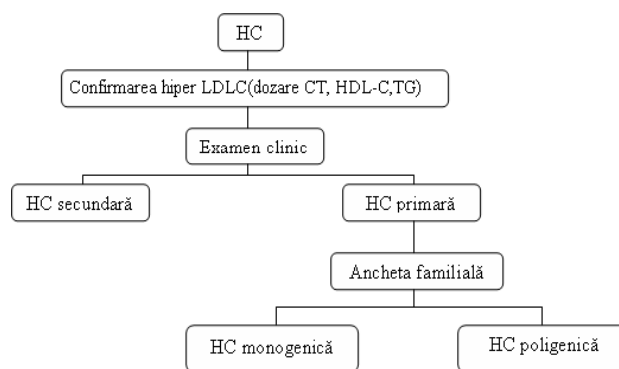 HC
Confirmarea hiper LDLC(dozare CT, HDL-C,TG)
Examen clinic
HC secundară
HC primară
Ancheta familială
HC monogenică
HC poligenică